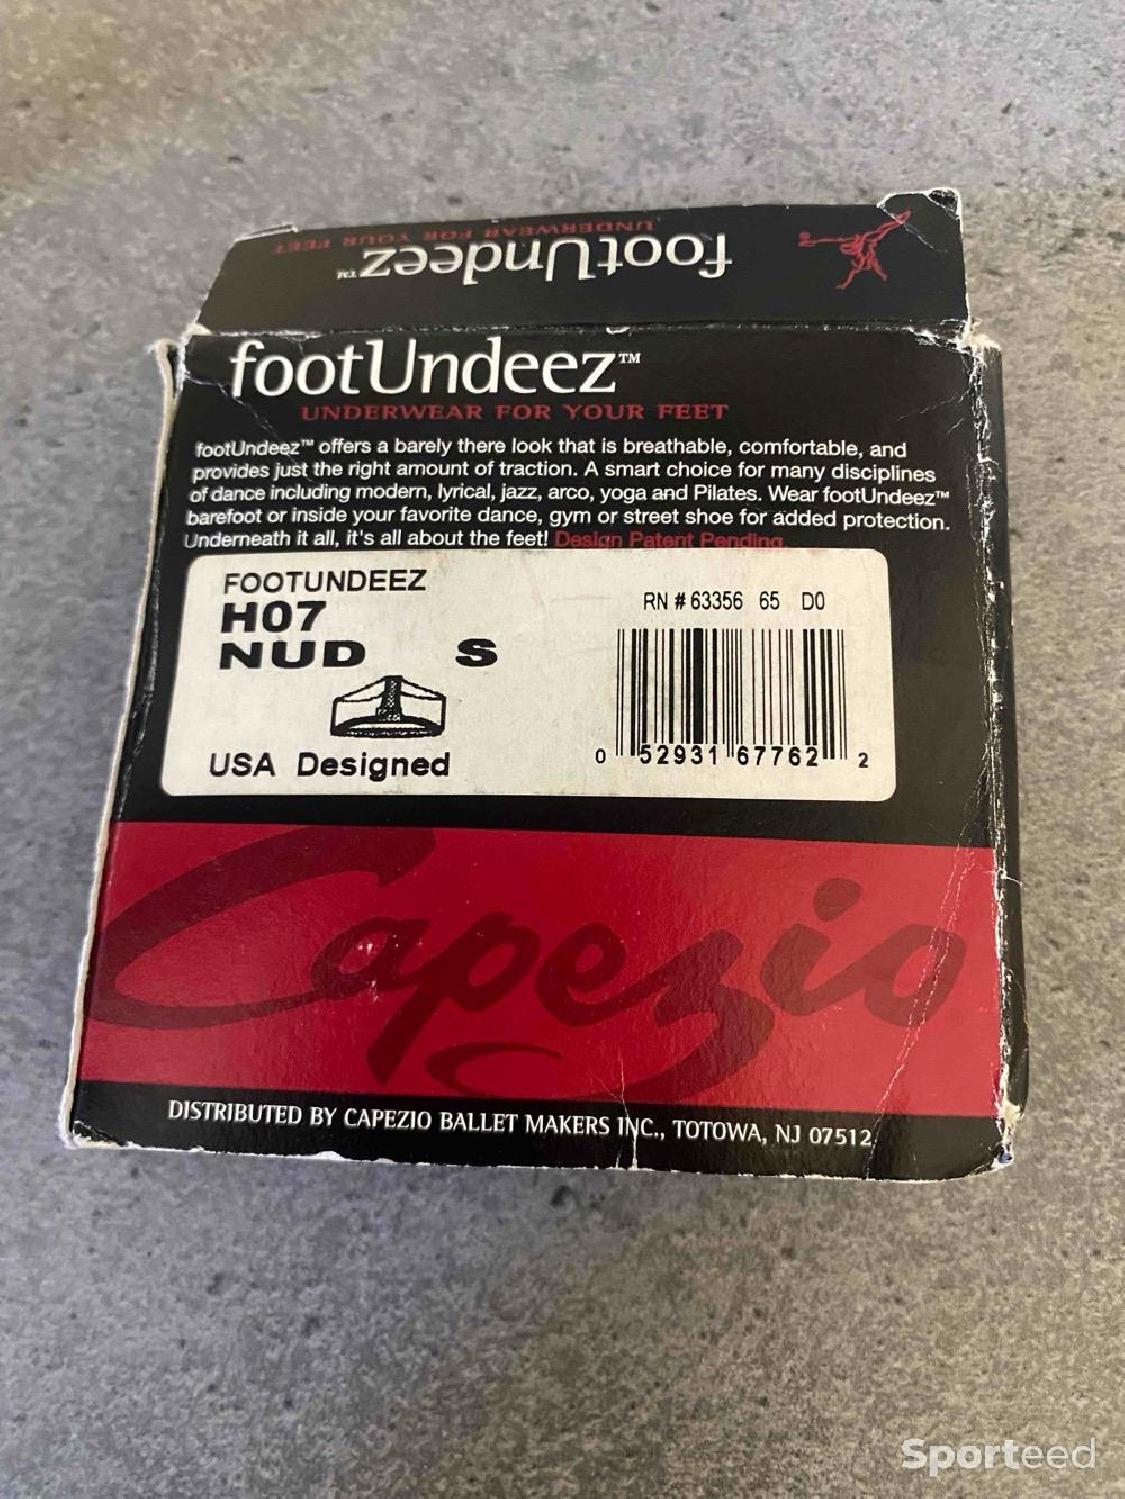 UNDERWEAR FOR YOUR FEET
footUndeez™
footUndeez™
UNDERWEAR FOR YOUR FEET
footUndeez™ offers a barely there look that is breathable, comfortable, and
provides just the right amount of traction. A smart choice for many disciplines
of dance including modern, lyrical, jazz, arco, yoga and Pilates. Wear footUndeez™
barefoot or inside your favorite dance, gym or street shoe for added protection.
Underneath it all, it's all about the feet! Design Patent Pending.
FOOTUNDEEZ
H07
NUD S
USA Designed
RN # 63356 65 D0
0 52931 67762 2
Capezio
DISTRIBUTED BY CAPEZIO BALLET MAKERS INC., TOTOWA, NJ 07512
Sporteed